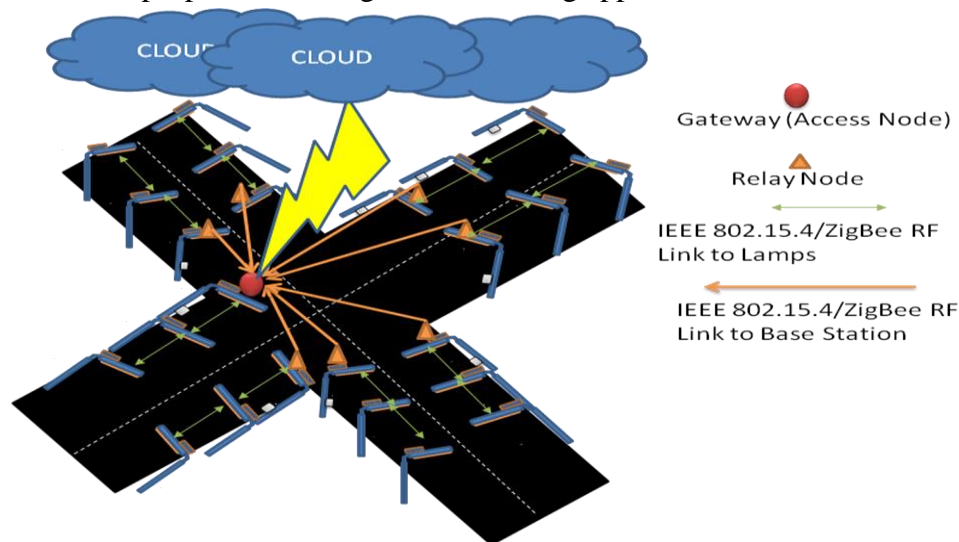 CLOUD
CLOUD
Gateway (Access Node)
Relay Node
IEEE 802.15.4/ZigBee RF
Link to Lamps
IEEE 802.15.4/ZigBee RF
Link to Base Station